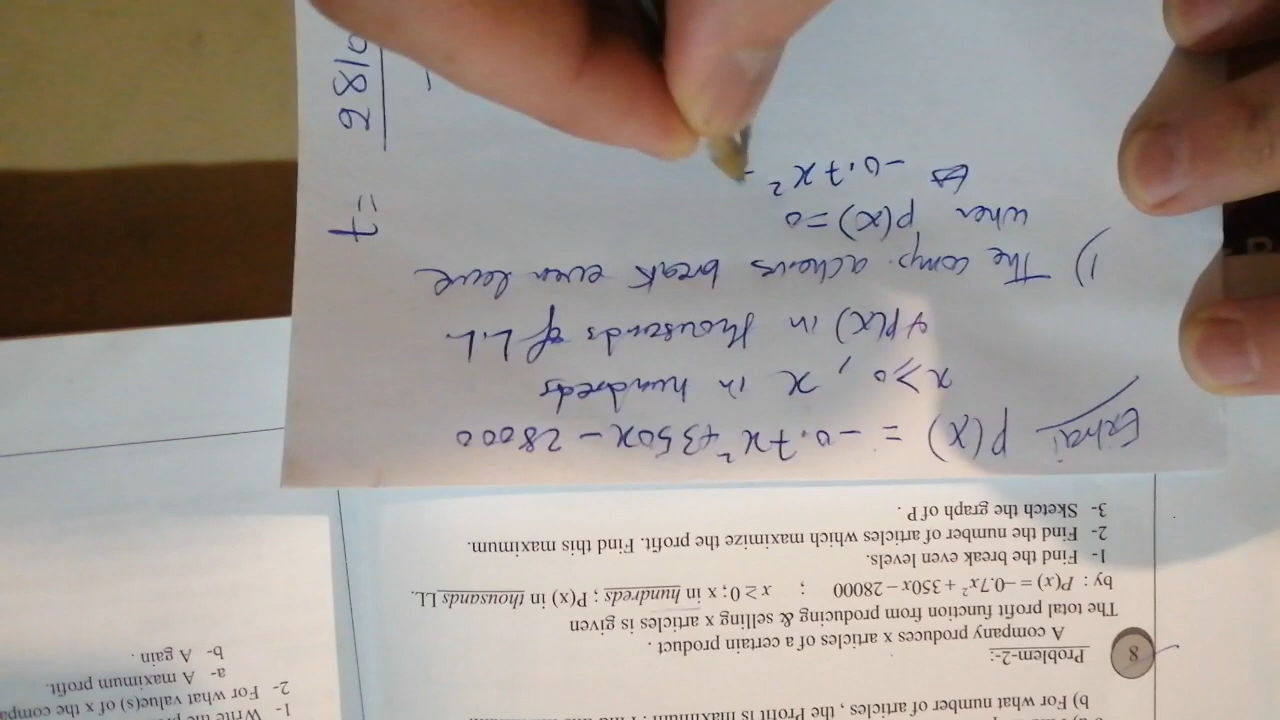 b) For what number of articles , the Profit is maximum
8
Problem-2-:
A company produces x articles of a certain product .
The total profit function from producing & selling x articles is given
by : P(x) = –0.7x² + 350x – 28000 ; x ≥ 0 ; x in hundreds ; P(x) in thousands LL.
1- Find the break even levels.
2- Find the number of articles which maximize the profit. Find this maximum.
3- Sketch the graph of P .
1- Write the
2- For what value(s) of x the
a- A maximum profit.
b- A gain .
Extra: P(x) = -0.7x² + 350x - 28000
x ≥ 0 , x in hundreds
& P(x) in thousands of L.L.
1) The comp. acheivs break even
when P(x) = 0
-0.7x² -
t =